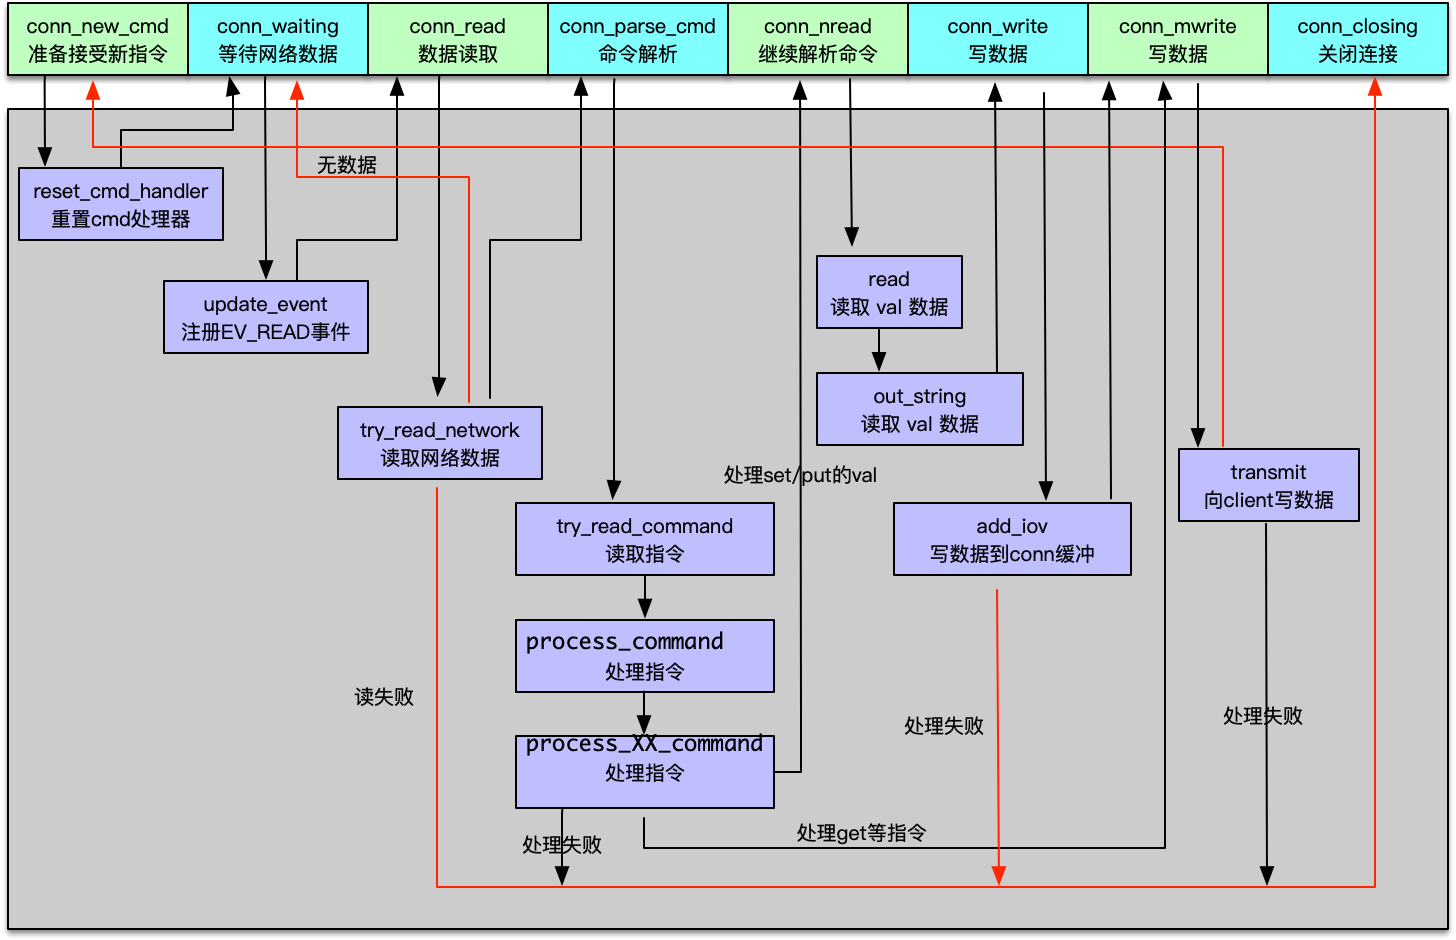 conn_new_cmd
准备接受新指令
conn_waiting
等待网络数据
conn_read
数据读取
conn_parse_cmd
命令解析
conn_nread
继续解析命令
conn_write
写数据
conn_mwrite
写数据
conn_closing
关闭连接
无数据
reset_cmd_handler
重置cmd处理器
update_event
注册EV_READ事件
read
读取 val 数据
out_string
读取 val 数据
try_read_network
读取网络数据
处理set/put的val
transmit
向client写数据
try_read_command
读取指令
add_iov
写数据到conn缓冲
process_command
处理指令
读失败
处理失败
处理失败
process_XX_command
处理指令
处理get等指令
处理失败